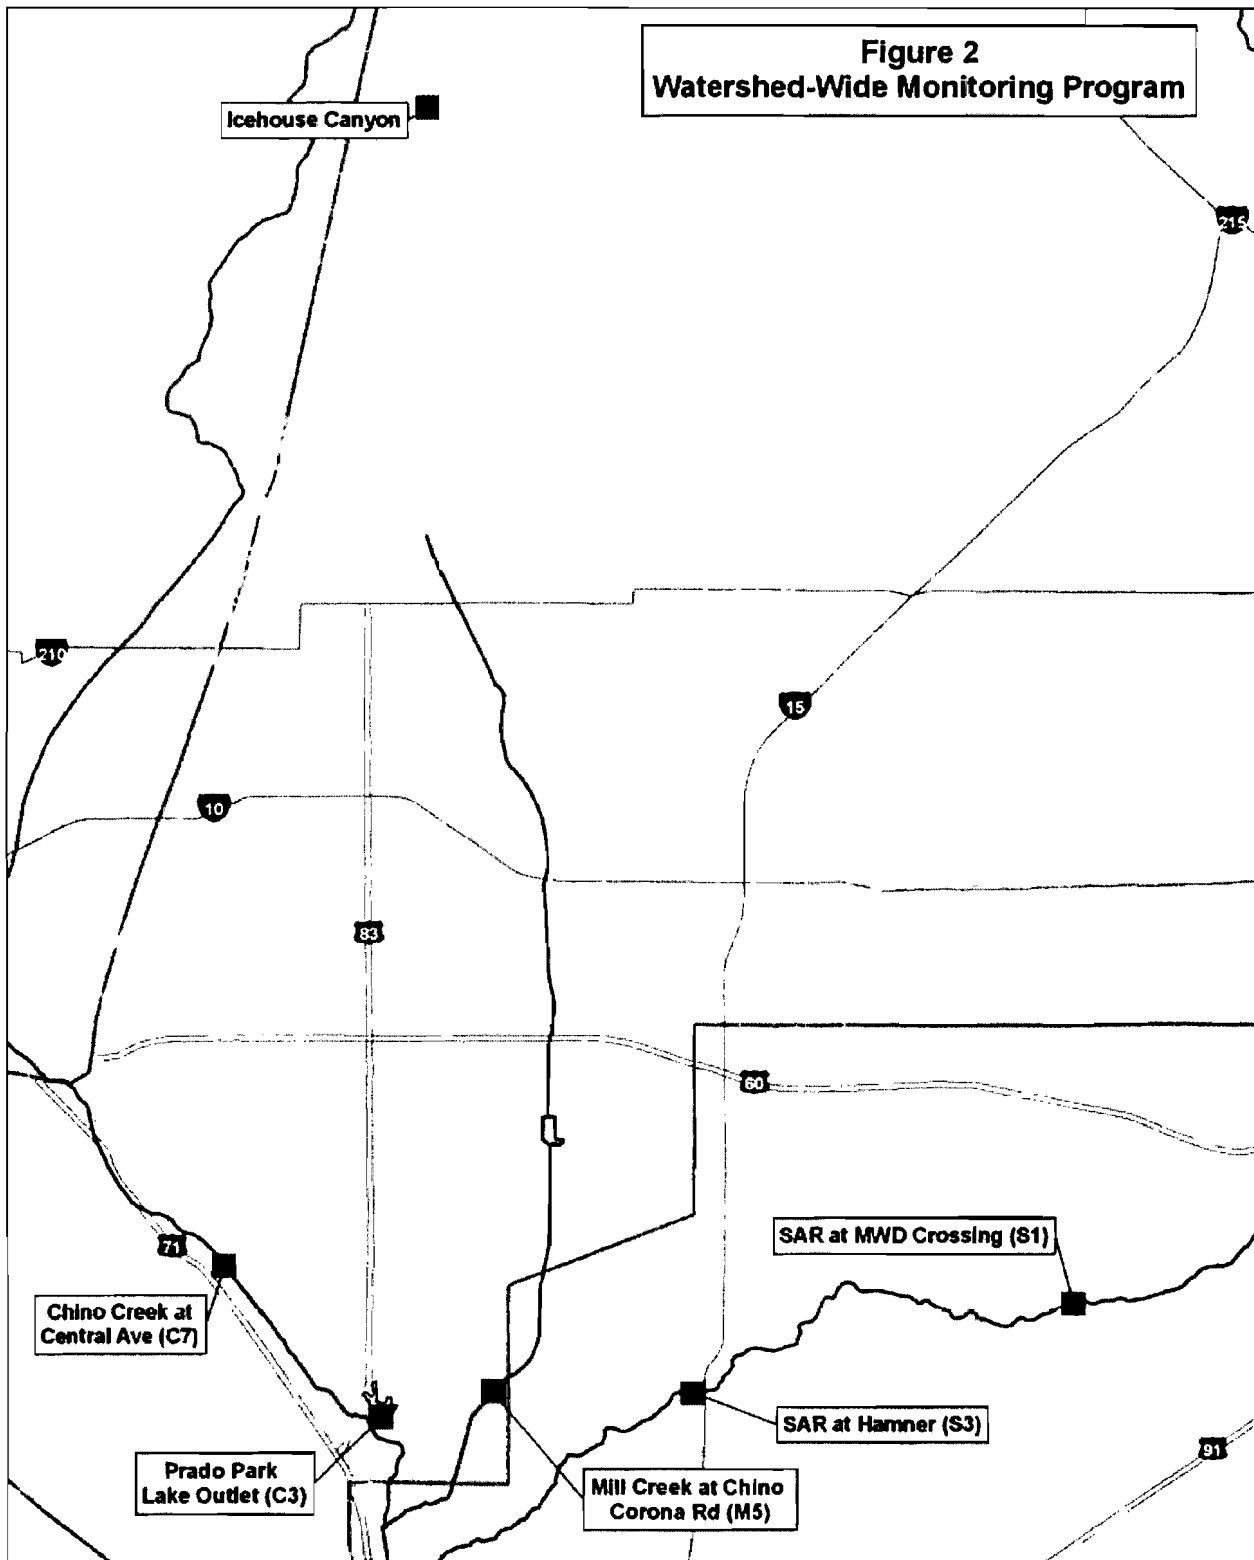 Figure 2
Watershed-Wide Monitoring Program
Icehouse Canyon
215
210
15
10
83
60
SAR at MWD Crossing (S1)
71
Chino Creek at
Central Ave (C7)
SAR at Hamner (S3)
91
Prado Park
Lake Outlet (C3)
Mill Creek at Chino
Corona Rd (M5)